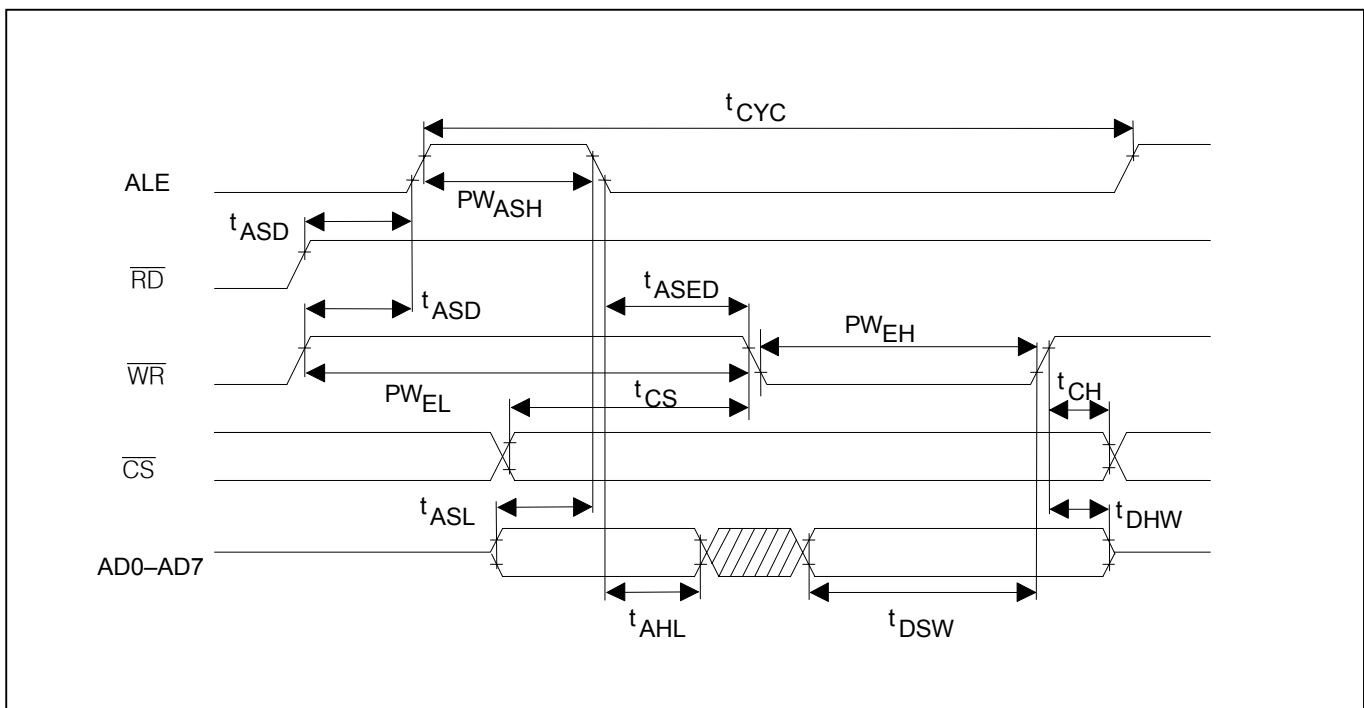 tCYC
ALE
PWASH
tASD
RD
tASED
tASD
PWEH
WR
PWEL
tCS
tCH
CS
tASL
tDHW
AD0–AD7
tAHL
tDSW